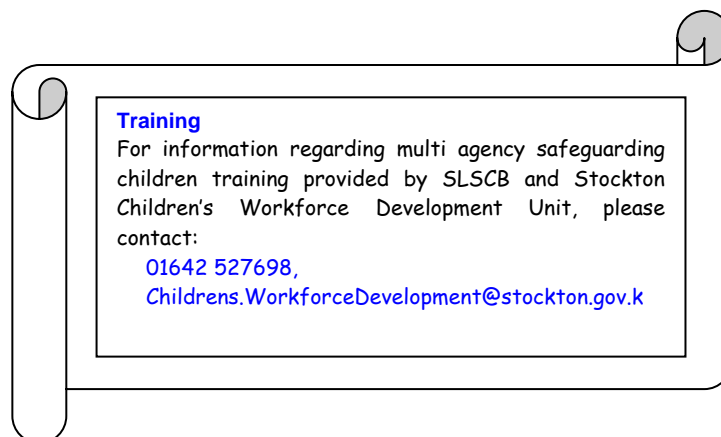 Training
For information regarding multi agency safeguarding
children training provided by SLSCB and Stockton
Children's Workforce Development Unit, please
contact:
01642 527698,
Childrens.WorkforceDevelopment@stockton.gov.k